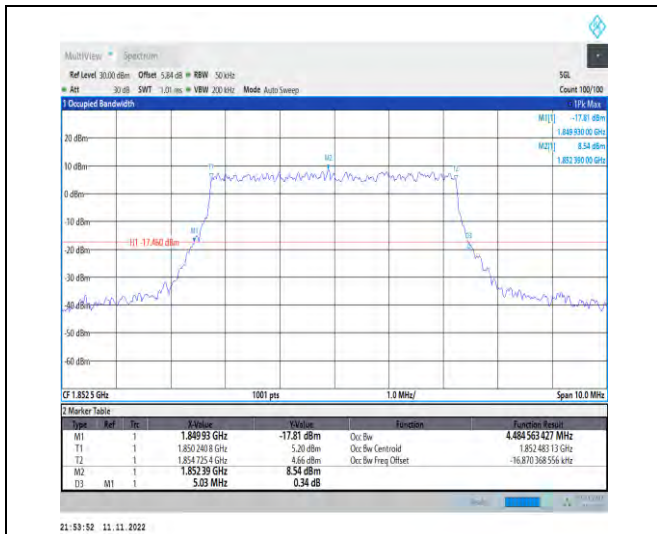 MultiView Spectrum
Ref Level 30.00 dBm Offset 5.84 dB RBW 50 kHz SGL
Att 30 dB SWT 1.01 ms VBW 200 kHz Mode Auto Sweep Count 100/100
1 Occupied Bandwidth 1Pk Max
M1[1] -17.81 dBm
1.849 930 00 GHz
M2[1] 8.54 dBm
1.852 390 00 GHz
20 dBm
10 dBm
M2
T1
T2
0 dBm
-10 dBm
M1
D3
H1 -17.460 dBm
-20 dBm
-30 dBm
-40 dBm
-50 dBm
-60 dBm
CF 1.852 5 GHz 1001 pts 1.0 MHz/ Span 10.0 MHz
2 Marker Table
Type Ref Trc X-Value Y-Value Function Function Result
M1 1 1.849 93 GHz -17.81 dBm Occ Bw 4.484 563 427 MHz
T1 1 1.850 240 8 GHz 5.20 dBm Occ Bw Centroid 1.852 483 13 GHz
T2 1 1.854 725 4 GHz 4.66 dBm Occ Bw Freq Offset -16.870 368 556 kHz
M2 1 1.852 39 GHz 8.54 dBm
D3 M1 1 5.03 MHz 0.34 dB
21:53:52 11.11.2022